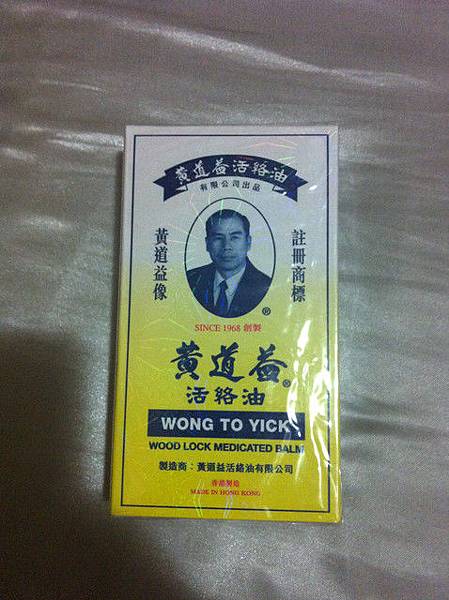 黃道益活絡油
有限公司出品
黃道益像
註冊商標
®
SINCE 1968 創製
黃道益®
活絡油
WONG TO YICK
WOOD LOCK MEDICATED BALM
製造商：黃道益活絡油有限公司
香港製造
MADE IN HONG KONG